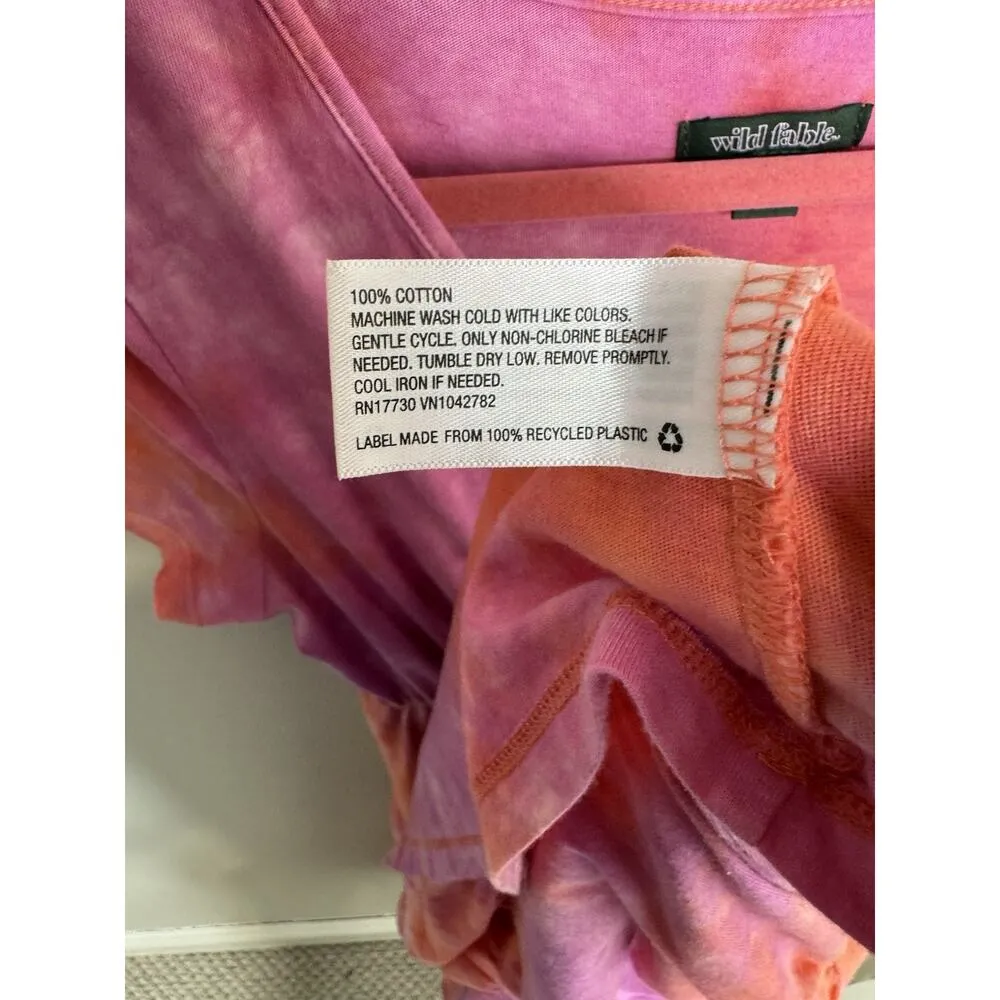 wild fable™
100% COTTON
MACHINE WASH COLD WITH LIKE COLORS.
GENTLE CYCLE. ONLY NON-CHLORINE BLEACH IF
NEEDED. TUMBLE DRY LOW. REMOVE PROMPTLY.
COOL IRON IF NEEDED.
RN17730 VN1042782
LABEL MADE FROM 100% RECYCLED PLASTIC